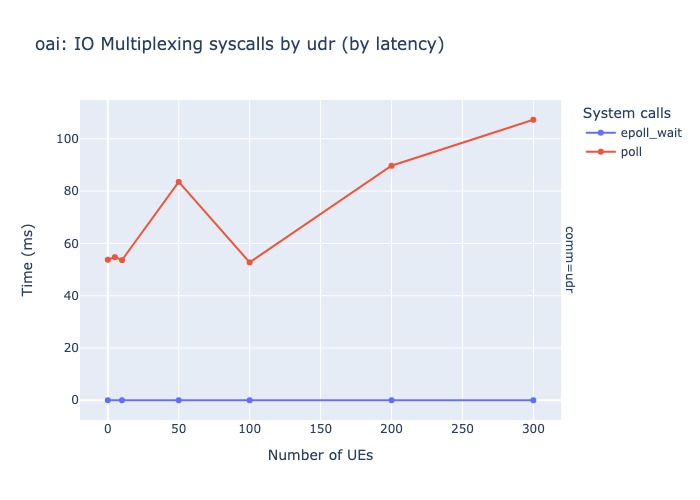 oai: IO Multiplexing syscalls by udr (by latency)
System calls
epoll_wait
poll
100
80
60
40
20
0
Time (ms)
comm=udr
0 50 100 150 200 250 300
Number of UEs